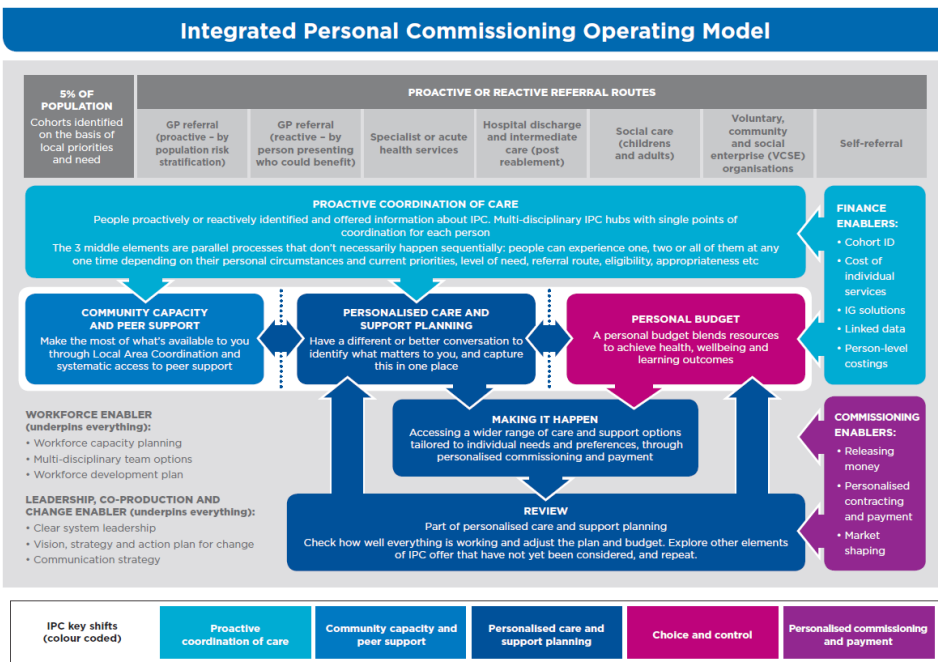 Integrated Personal Commissioning Operating Model
5% OF
POPULATION
Cohorts identified
on the basis of
local priorities
and need
PROACTIVE OR REACTIVE REFERRAL ROUTES
GP referral
(proactive – by
population risk
stratification)
GP referral
(reactive – by
person presenting
who could benefit)
Specialist or acute
health services
Hospital discharge
and intermediate
care (post
reablement)
Social care
(childrens
and adults)
Voluntary,
community
and social
enterprise (VCSE)
organisations
Self-referral
PROACTIVE COORDINATION OF CARE
People proactively or reactively identified and offered information about IPC. Multi-disciplinary IPC hubs with single points of
coordination for each person
The 3 middle elements are parallel processes that don’t necessarily happen sequentially: people can experience one, two or all of them at any
one time depending on their personal circumstances and current priorities, level of need, referral route, eligibility, appropriateness etc
FINANCE
ENABLERS:
• Cohort ID
• Cost of
individual
services
• IG solutions
• Linked data
• Person-level
costings
COMMUNITY CAPACITY
AND PEER SUPPORT
Make the most of what’s available to you
through Local Area Coordination and
systematic access to peer support
PERSONALISED CARE AND
SUPPORT PLANNING
Have a different or better conversation to
identify what matters to you, and capture
this in one place
PERSONAL BUDGET
A personal budget blends resources
to achieve health, wellbeing and
learning outcomes
WORKFORCE ENABLER
(underpins everything):
• Workforce capacity planning
• Multi-disciplinary team options
• Workforce development plan
LEADERSHIP, CO-PRODUCTION AND
CHANGE ENABLER (underpins everything):
• Clear system leadership
• Vision, strategy and action plan for change
• Communication strategy
MAKING IT HAPPEN
Accessing a wider range of care and support options
tailored to individual needs and preferences, through
personalised commissioning and payment
REVIEW
Part of personalised care and support planning
Check how well everything is working and adjust the plan and budget. Explore other elements
of IPC offer that have not yet been considered, and repeat.
COMMISSIONING
ENABLERS:
• Releasing
money
• Personalised
contracting
and payment
• Market
shaping
IPC key shifts
(colour coded)
Proactive
coordination of care
Community capacity and
peer support
Personalised care and
support planning
Choice and control
Personalised commissioning
and payment